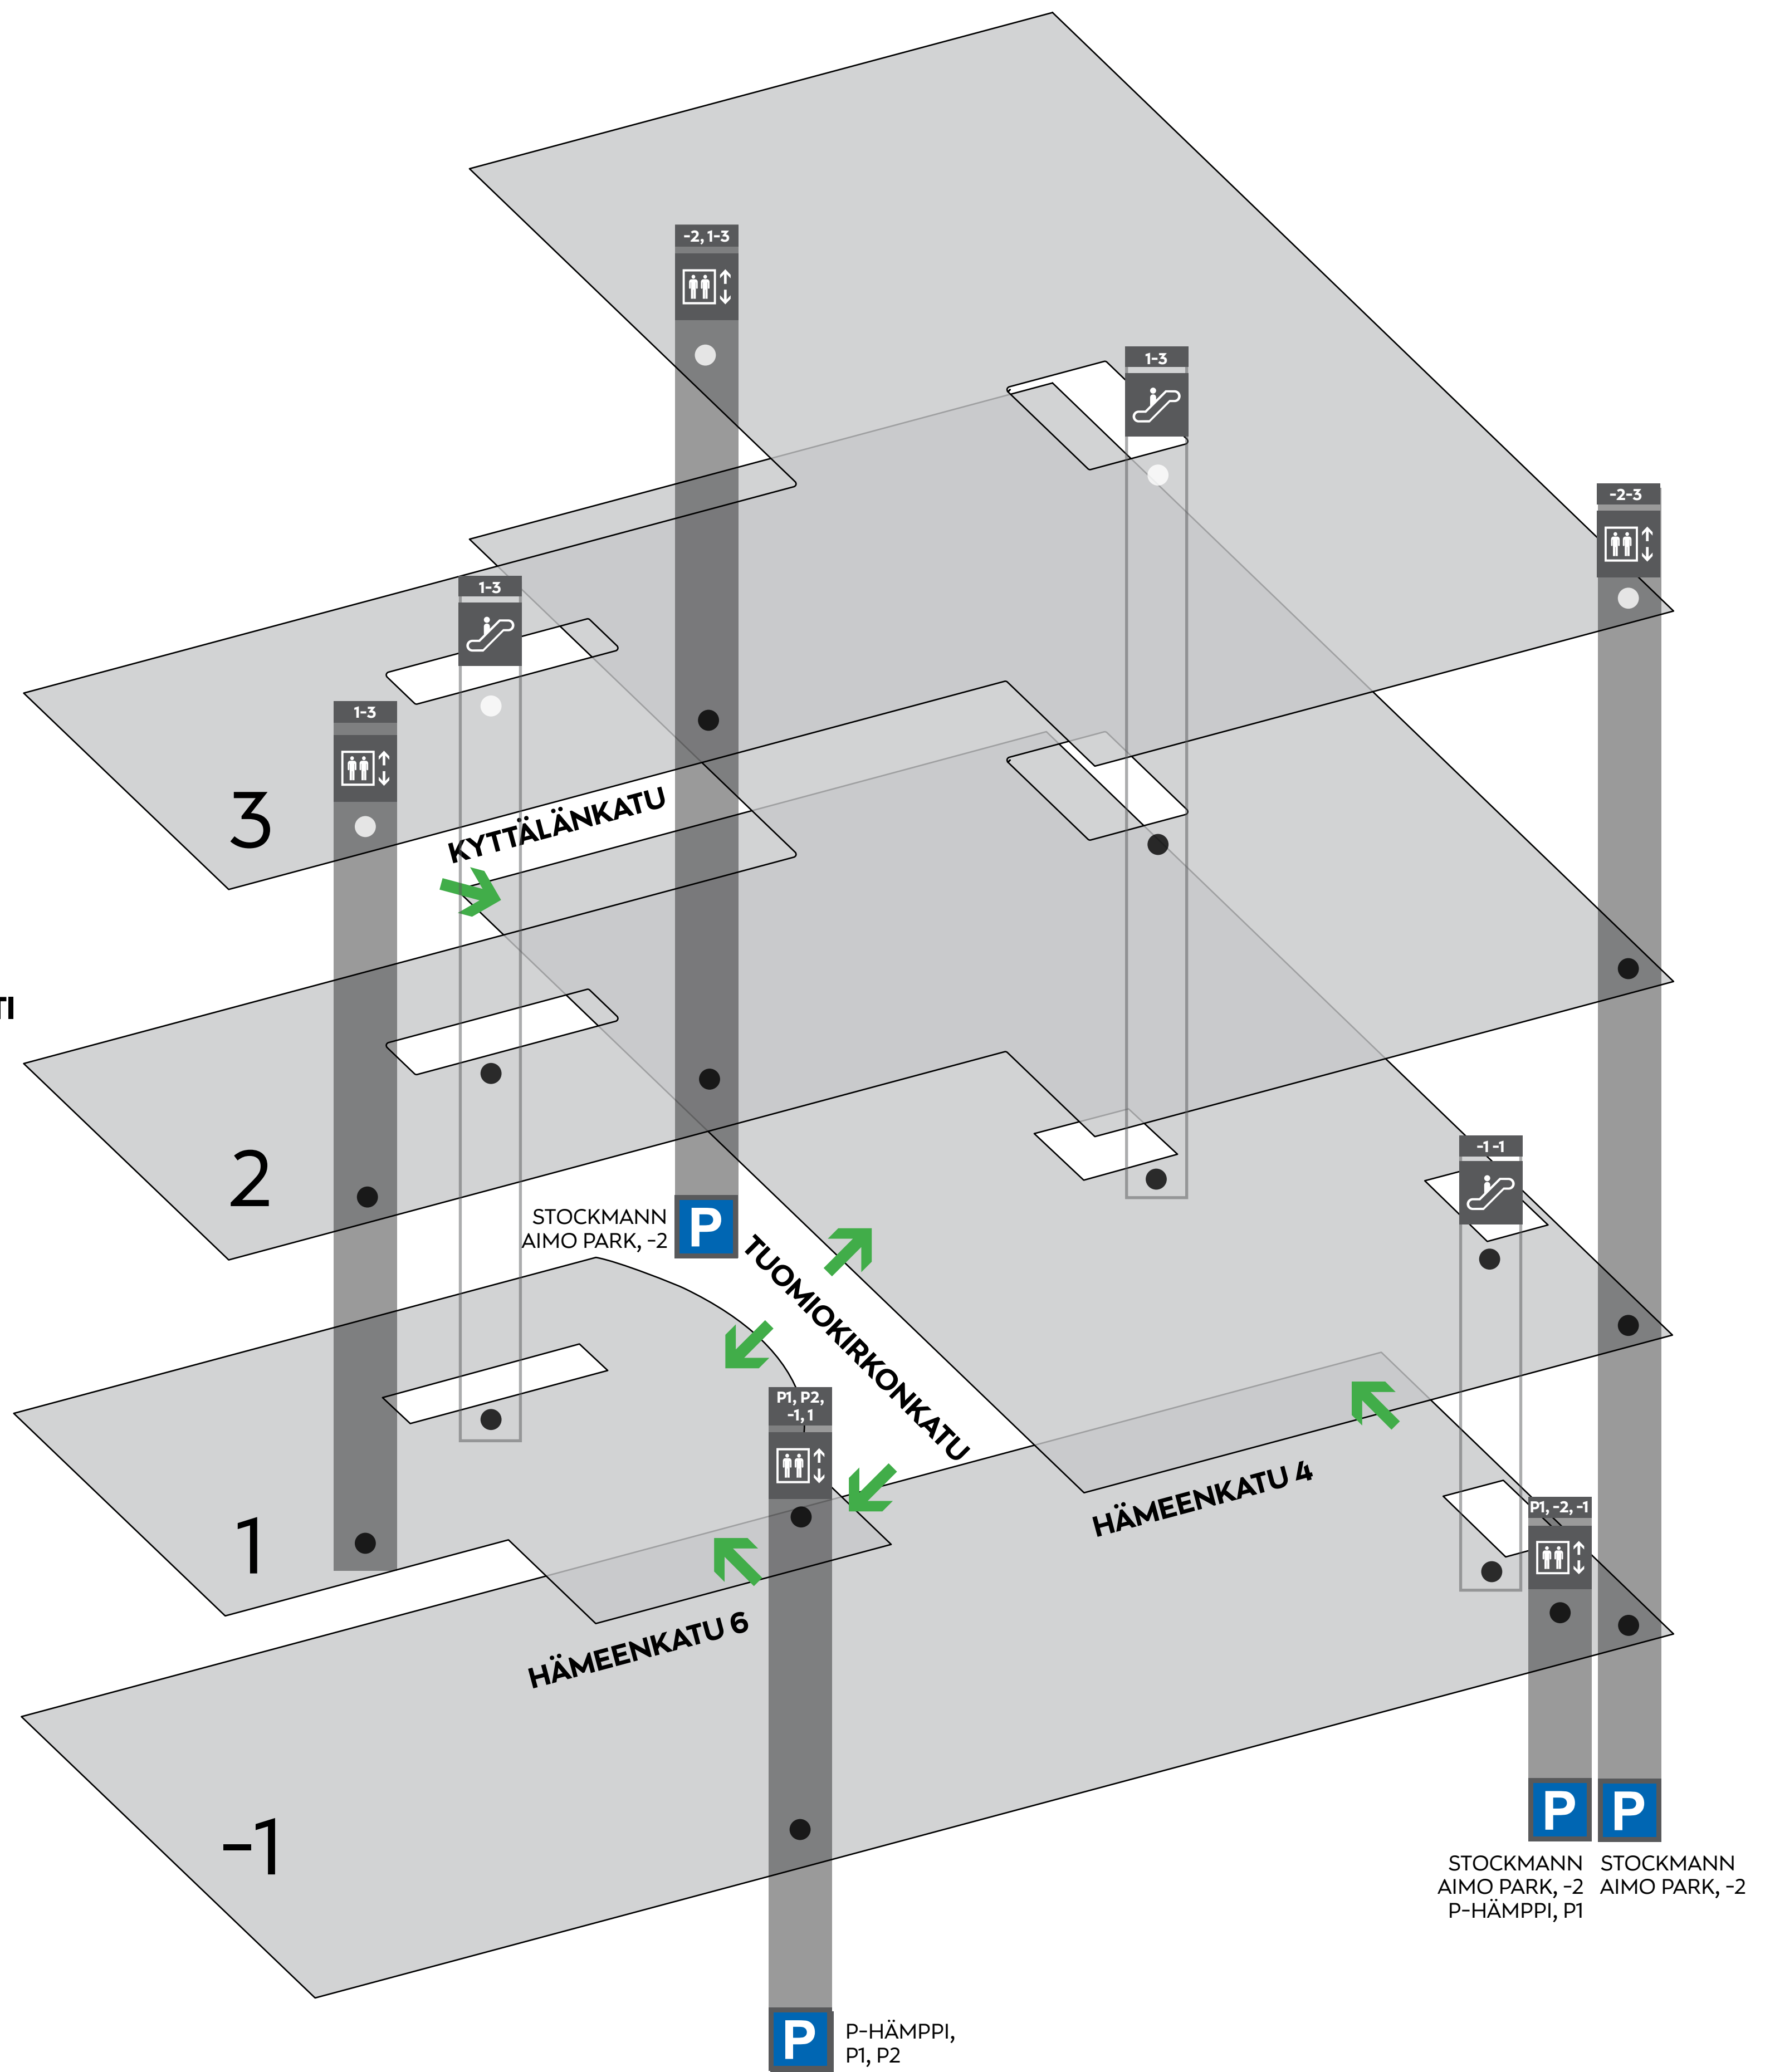 -2, 1-3
1-3
-2-3
1-3
1-3
3
KYTTÄLÄNKATU
TI
2
-1 -1
STOCKMANN
AIMO PARK, -2
P
TUOMIOKIRKONKATU
P1, P2,
-1, 1
HÄMEENKATU 4
P1, -2, -1
1
HÄMEENKATU 6
-1
P
P
STOCKMANN
AIMO PARK, -2
P-HÄMPPI, P1
STOCKMANN
AIMO PARK, -2
P
P-HÄMPPI,
P1, P2